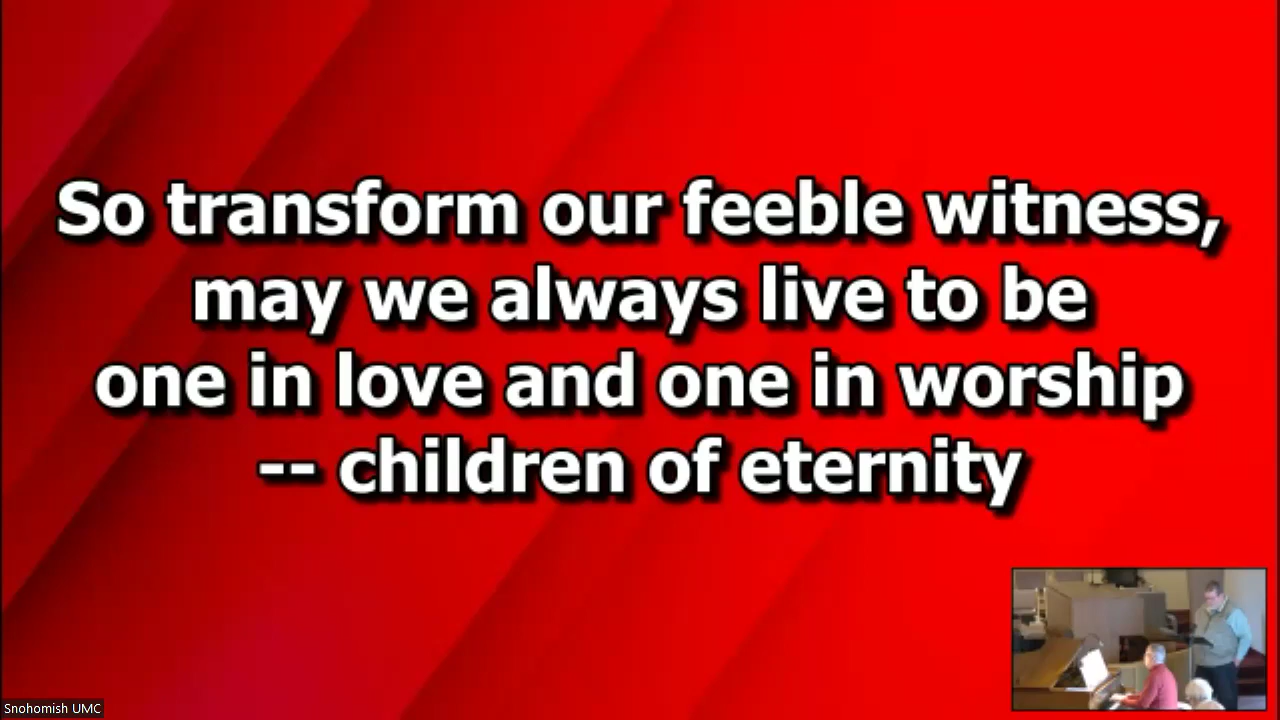 So transform our feeble witness,
may we always live to be
one in love and one in worship
-- children of eternity
Snohomish UMC